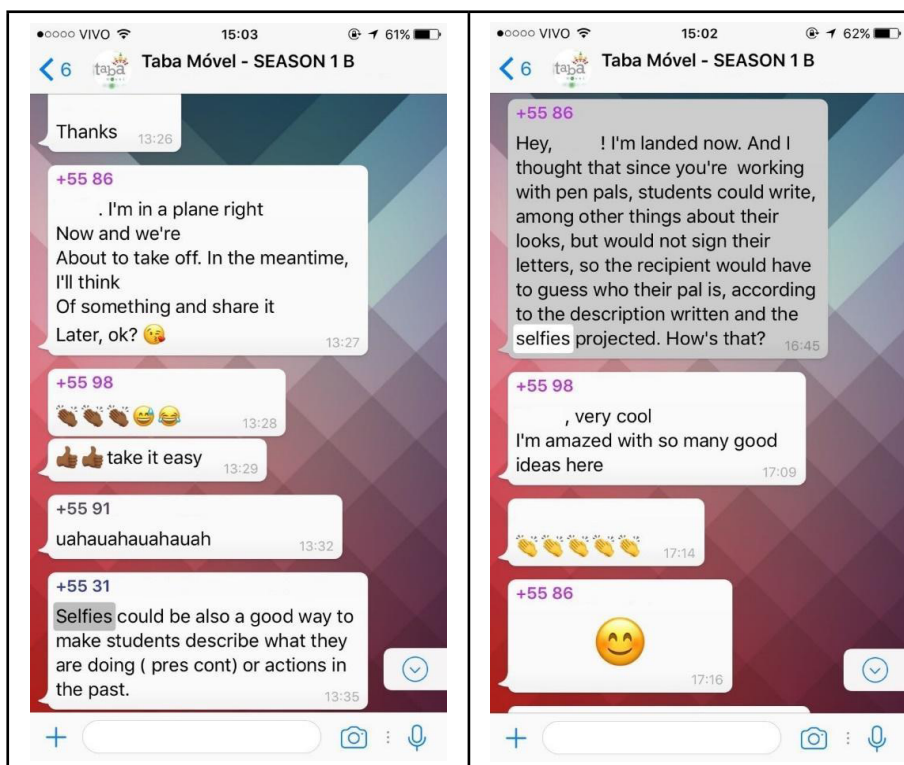 ●○○○○ VIVO 15:03 61%
6 taba Taba Móvel - SEASON 1 B
Thanks 13:26
+55 86
. I'm in a plane right
Now and we're
About to take off. In the meantime,
I'll think
Of something and share it
Later, ok? 😘 13:27
+55 98
👏🏾👏🏾👏🏾😅😂 13:28
👍🏾👍🏾 take it easy 13:29
+55 91
uahauahauahauah 13:32
+55 31
Selfies could be also a good way to
make students describe what they
are doing ( pres cont) or actions in
the past. 13:35
●○○○○ VIVO 15:02 62%
6 taba Taba Móvel - SEASON 1 B
+55 86
Hey, ! I'm landed now. And I
thought that since you're working
with pen pals, students could write,
among other things about their
looks, but would not sign their
letters, so the recipient would have
to guess who their pal is, according
to the description written and the
selfies projected. How's that? 16:45
+55 98
, very cool
I'm amazed with so many good
ideas here 17:09
👏👏👏👏👏 17:14
+55 86
😊
17:16